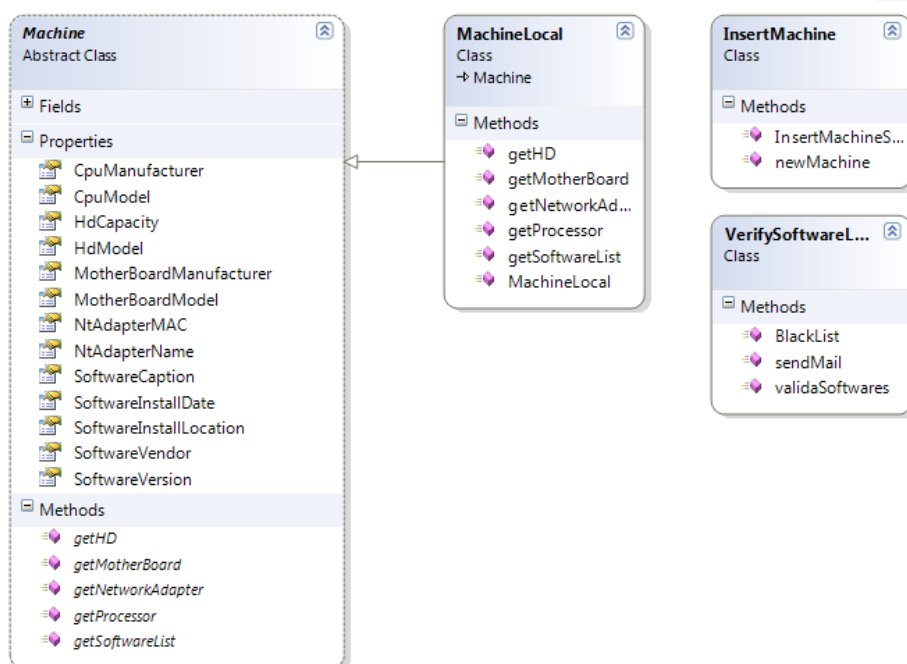 Machine
Abstract Class
Fields
Properties
CpuManufacturer
CpuModel
HdCapacity
HdModel
MotherBoardManufacturer
MotherBoardModel
NtAdapterMAC
NtAdapterName
SoftwareCaption
SoftwareInstallDate
SoftwareInstallLocation
SoftwareVendor
SoftwareVersion
Methods
getHD
getMotherBoard
getNetworkAdapter
getProcessor
getSoftwareList
MachineLocal
Class
Machine
Methods
getHD
getMotherBoard
getNetworkAd...
getProcessor
getSoftwareList
MachineLocal
InsertMachine
Class
Methods
InsertMachineS...
newMachine
VerifySoftwareL...
Class
Methods
BlackList
sendMail
validaSoftwares